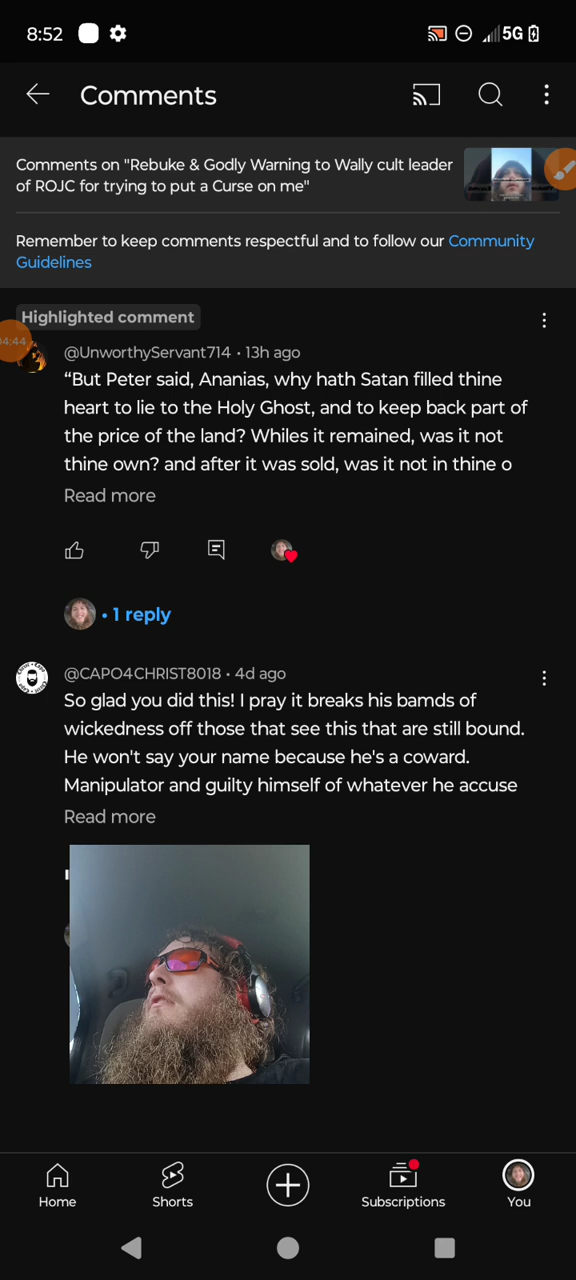 8:52
5G
Comments
Comments on "Rebuke & Godly Warning to Wally cult leader
of ROJC for trying to put a Curse on me"
Remember to keep comments respectful and to follow our Community
Guidelines
Highlighted comment
4:44
@UnworthyServant714 • 13h ago
“But Peter said, Ananias, why hath Satan filled thine
heart to lie to the Holy Ghost, and to keep back part of
the price of the land? Whiles it remained, was it not
thine own? and after it was sold, was it not in thine o
Read more
• 1 reply
@CAPO4CHRIST8018 • 4d ago
So glad you did this! I pray it breaks his bamds of
wickedness off those that see this that are still bound.
He won't say your name because he's a coward.
Manipulator and guilty himself of whatever he accuse
Read more
Home
Shorts
Subscriptions
You